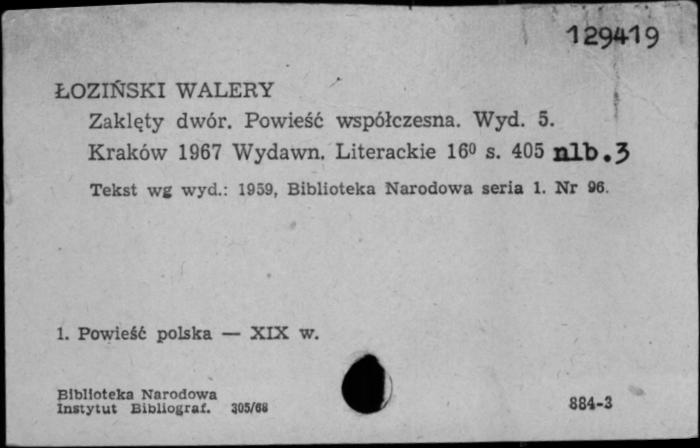 129419
ŁOZIŃSKI WALERY
Zaklęty dwór. Powieść współczesna. Wyd. 5.
Kraków 1967 Wydawn. Literackie 16⁰ s. 405 nlb.3
Tekst wg wyd.: 1959, Biblioteka Narodowa seria 1. Nr 96.
1. Powieść polska — XIX w.
Biblioteka Narodowa
Instytut Bibliograf. 305/68
884-3